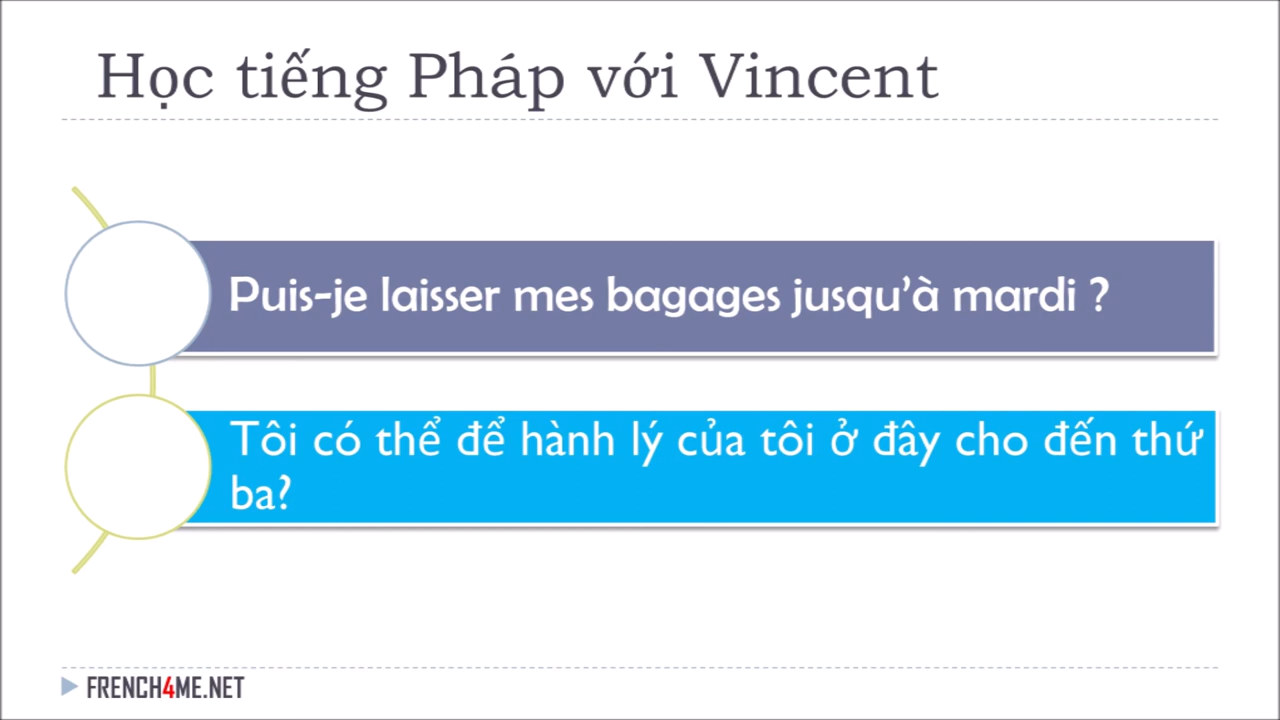 Học tiếng Pháp với Vincent
Puis-je laisser mes bagages jusqu’à mardi ?
Tôi có thể để hành lý của tôi ở đây cho đến thứ
ba?
FRENCH4ME.NET